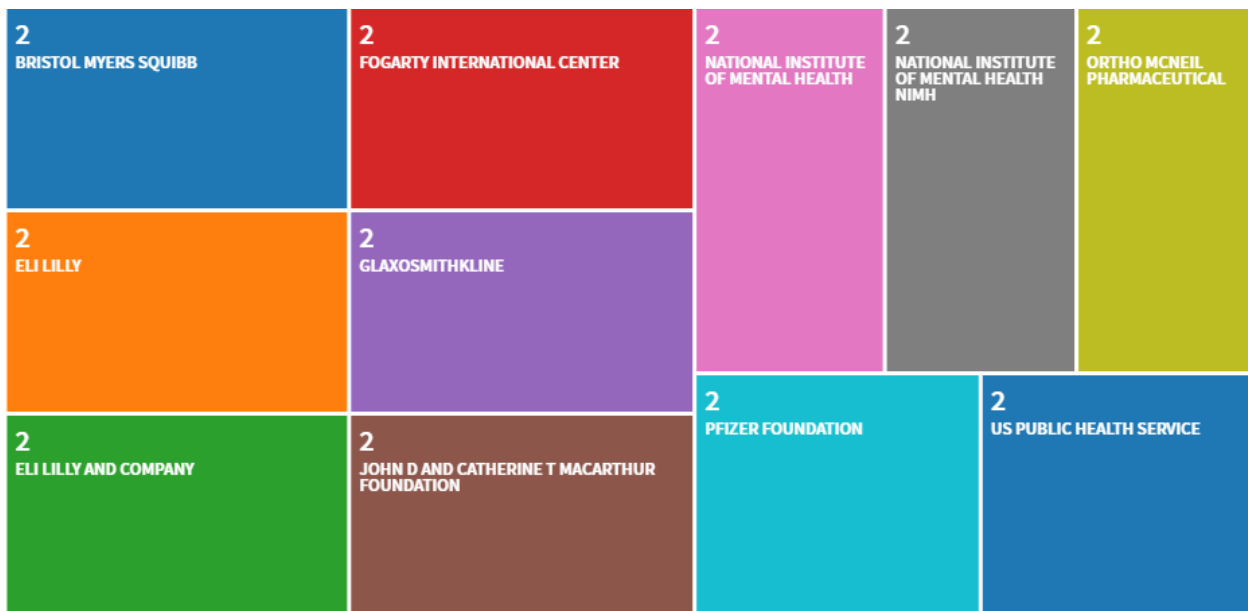 2
BRISTOL MYERS SQUIBB
2
FOGARTY INTERNATIONAL CENTER
2
NATIONAL INSTITUTE
OF MENTAL HEALTH
2
NATIONAL INSTITUTE
OF MENTAL HEALTH
NIMH
2
ORTHO MCNEIL
PHARMACEUTICAL
2
ELI LILLY
2
GLAXOSMITHKLINE
2
PFIZER FOUNDATION
2
US PUBLIC HEALTH SERVICE
2
ELI LILLY AND COMPANY
2
JOHN D AND CATHERINE T MACARTHUR
FOUNDATION